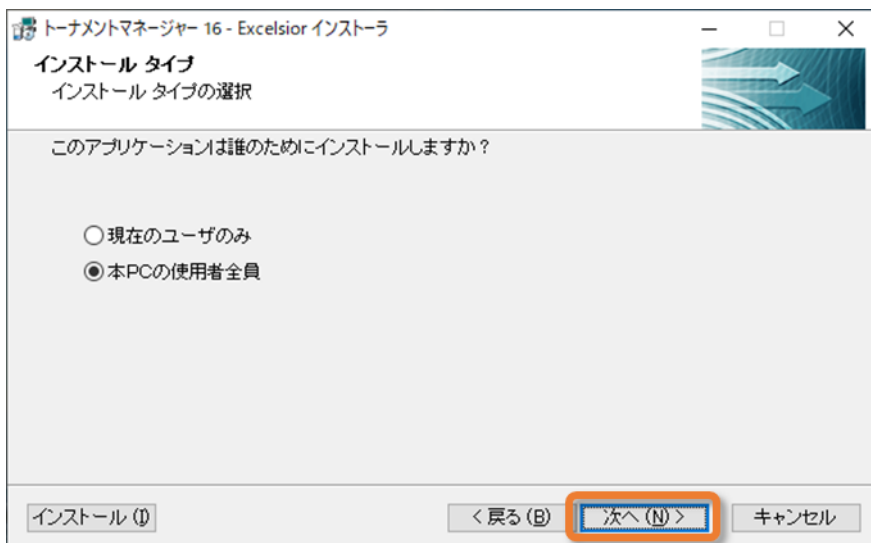 トーナメントマネージャー 16 - Excelsior インストーラ
インストール タイプ
インストール タイプの選択
このアプリケーションは誰のためにインストールしますか？
現在のユーザのみ
本PCの使用者全員
インストール (I)
< 戻る (B)
次へ (N) >
キャンセル